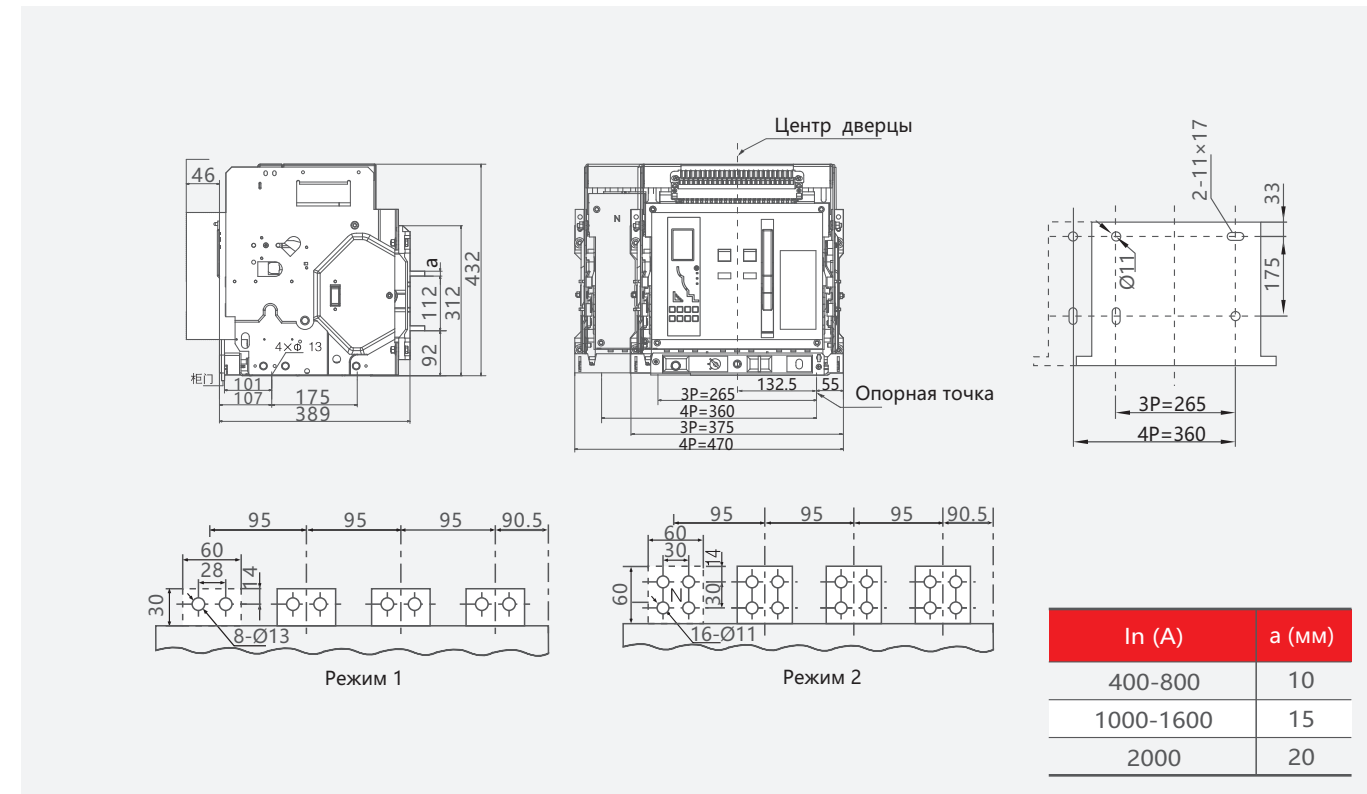 Центр дверцы
46
a
432
112
312
4×ф 13
92
柜门
101
107
175
389
N
132.5
55
3P=265
Опорная точка
4P=360
3P=375
4P=470
2-11×17
33
Ø11
175
3P=265
4P=360
95
95
95
90.5
60
28
14
30
8-Ø13
Режим 1
95
95
95
90.5
60
30
14
60
30
N
16-Ø11
Режим 2
In (A)
a (мм)
400-800
10
1000-1600
15
2000
20